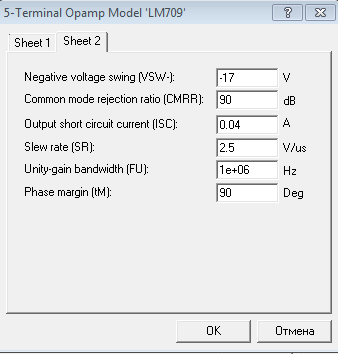 5-Terminal Opamp Model 'LM709'
Sheet 1 Sheet 2
Negative voltage swing (VSW-): -17 V
Common mode rejection ratio (CMRR): 90 dB
Output short circuit current (ISC): 0.04 A
Slew rate (SR): 2.5 V/us
Unity-gain bandwidth (FU): 1e+06 Hz
Phase margin (tM): 90 Deg
OK Отмена